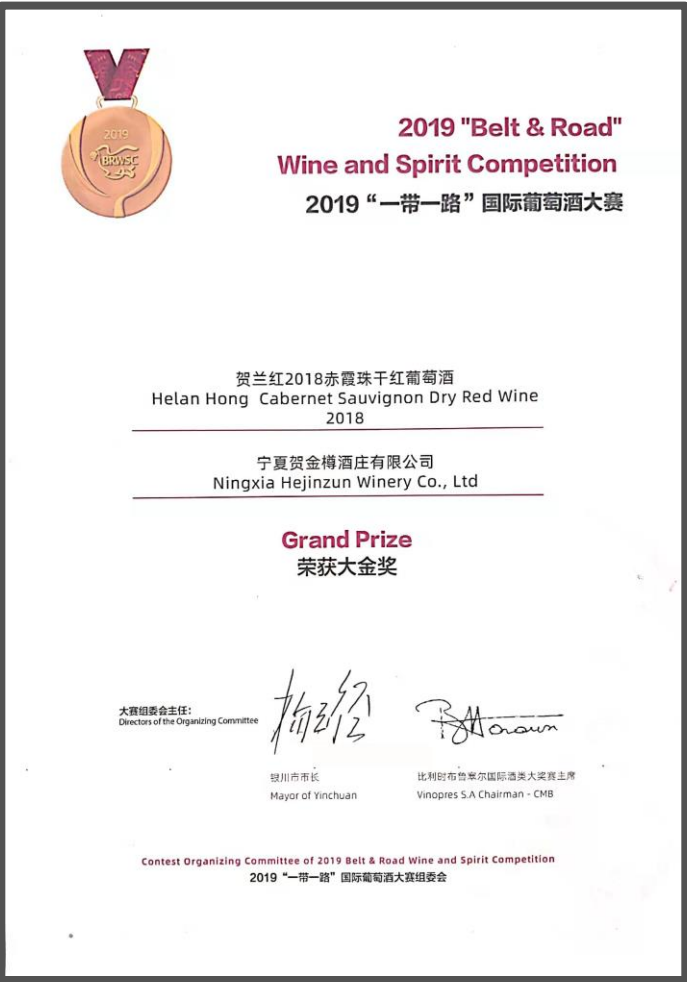 2019
BRWSC
2019 "Belt & Road"
Wine and Spirit Competition
2019“一带一路”国际葡萄酒大赛
贺兰红2018赤霞珠干红葡萄酒
Helan Hong Cabernet Sauvignon Dry Red Wine
2018
宁夏贺金樽酒庄有限公司
Ningxia Hejinzun Winery Co., Ltd
Grand Prize
荣获大金奖
大赛组委会主任：
Directors of the Organizing Committee
银川市市长
Mayor of Yinchuan
比利时布鲁塞尔国际酒类大奖赛主席
Vinopres S.A Chairman - CMB
Contest Organizing Committee of 2019 Belt & Road Wine and Spirit Competition
2019“一带一路”国际葡萄酒大赛组委会